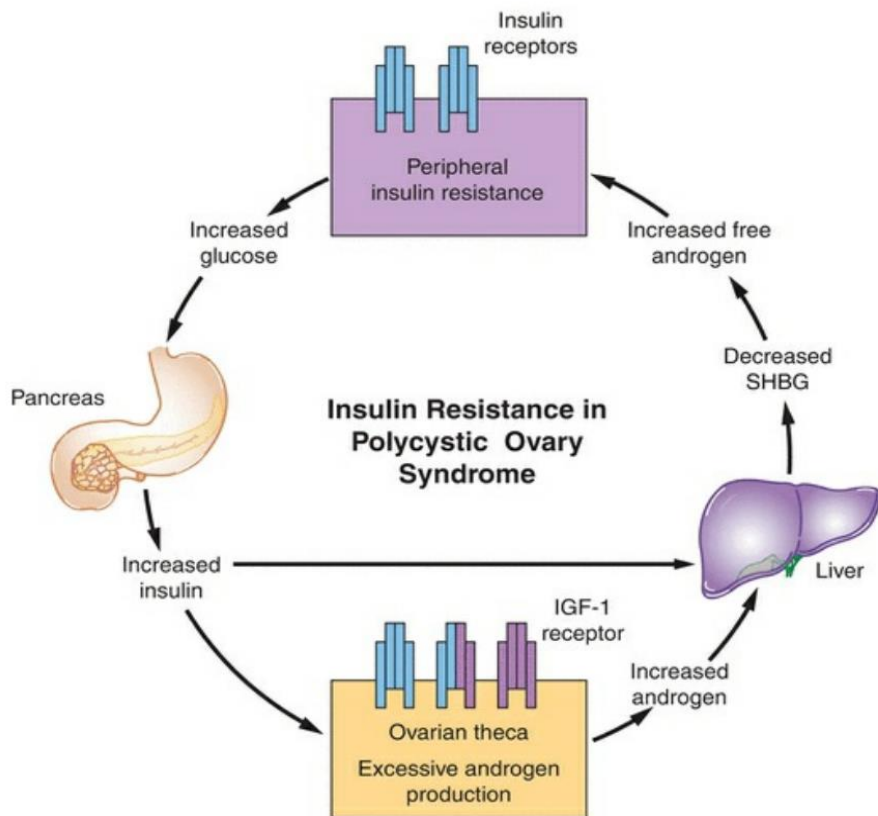 Insulin
receptors
Peripheral
insulin resistance
Increased
glucose
Increased free
androgen
Decreased
SHBG
Pancreas
Insulin Resistance in
Polycystic Ovary
Syndrome
Increased
insulin
Liver
IGF-1
receptor
Increased
androgen
Ovarian theca
Excessive androgen
production